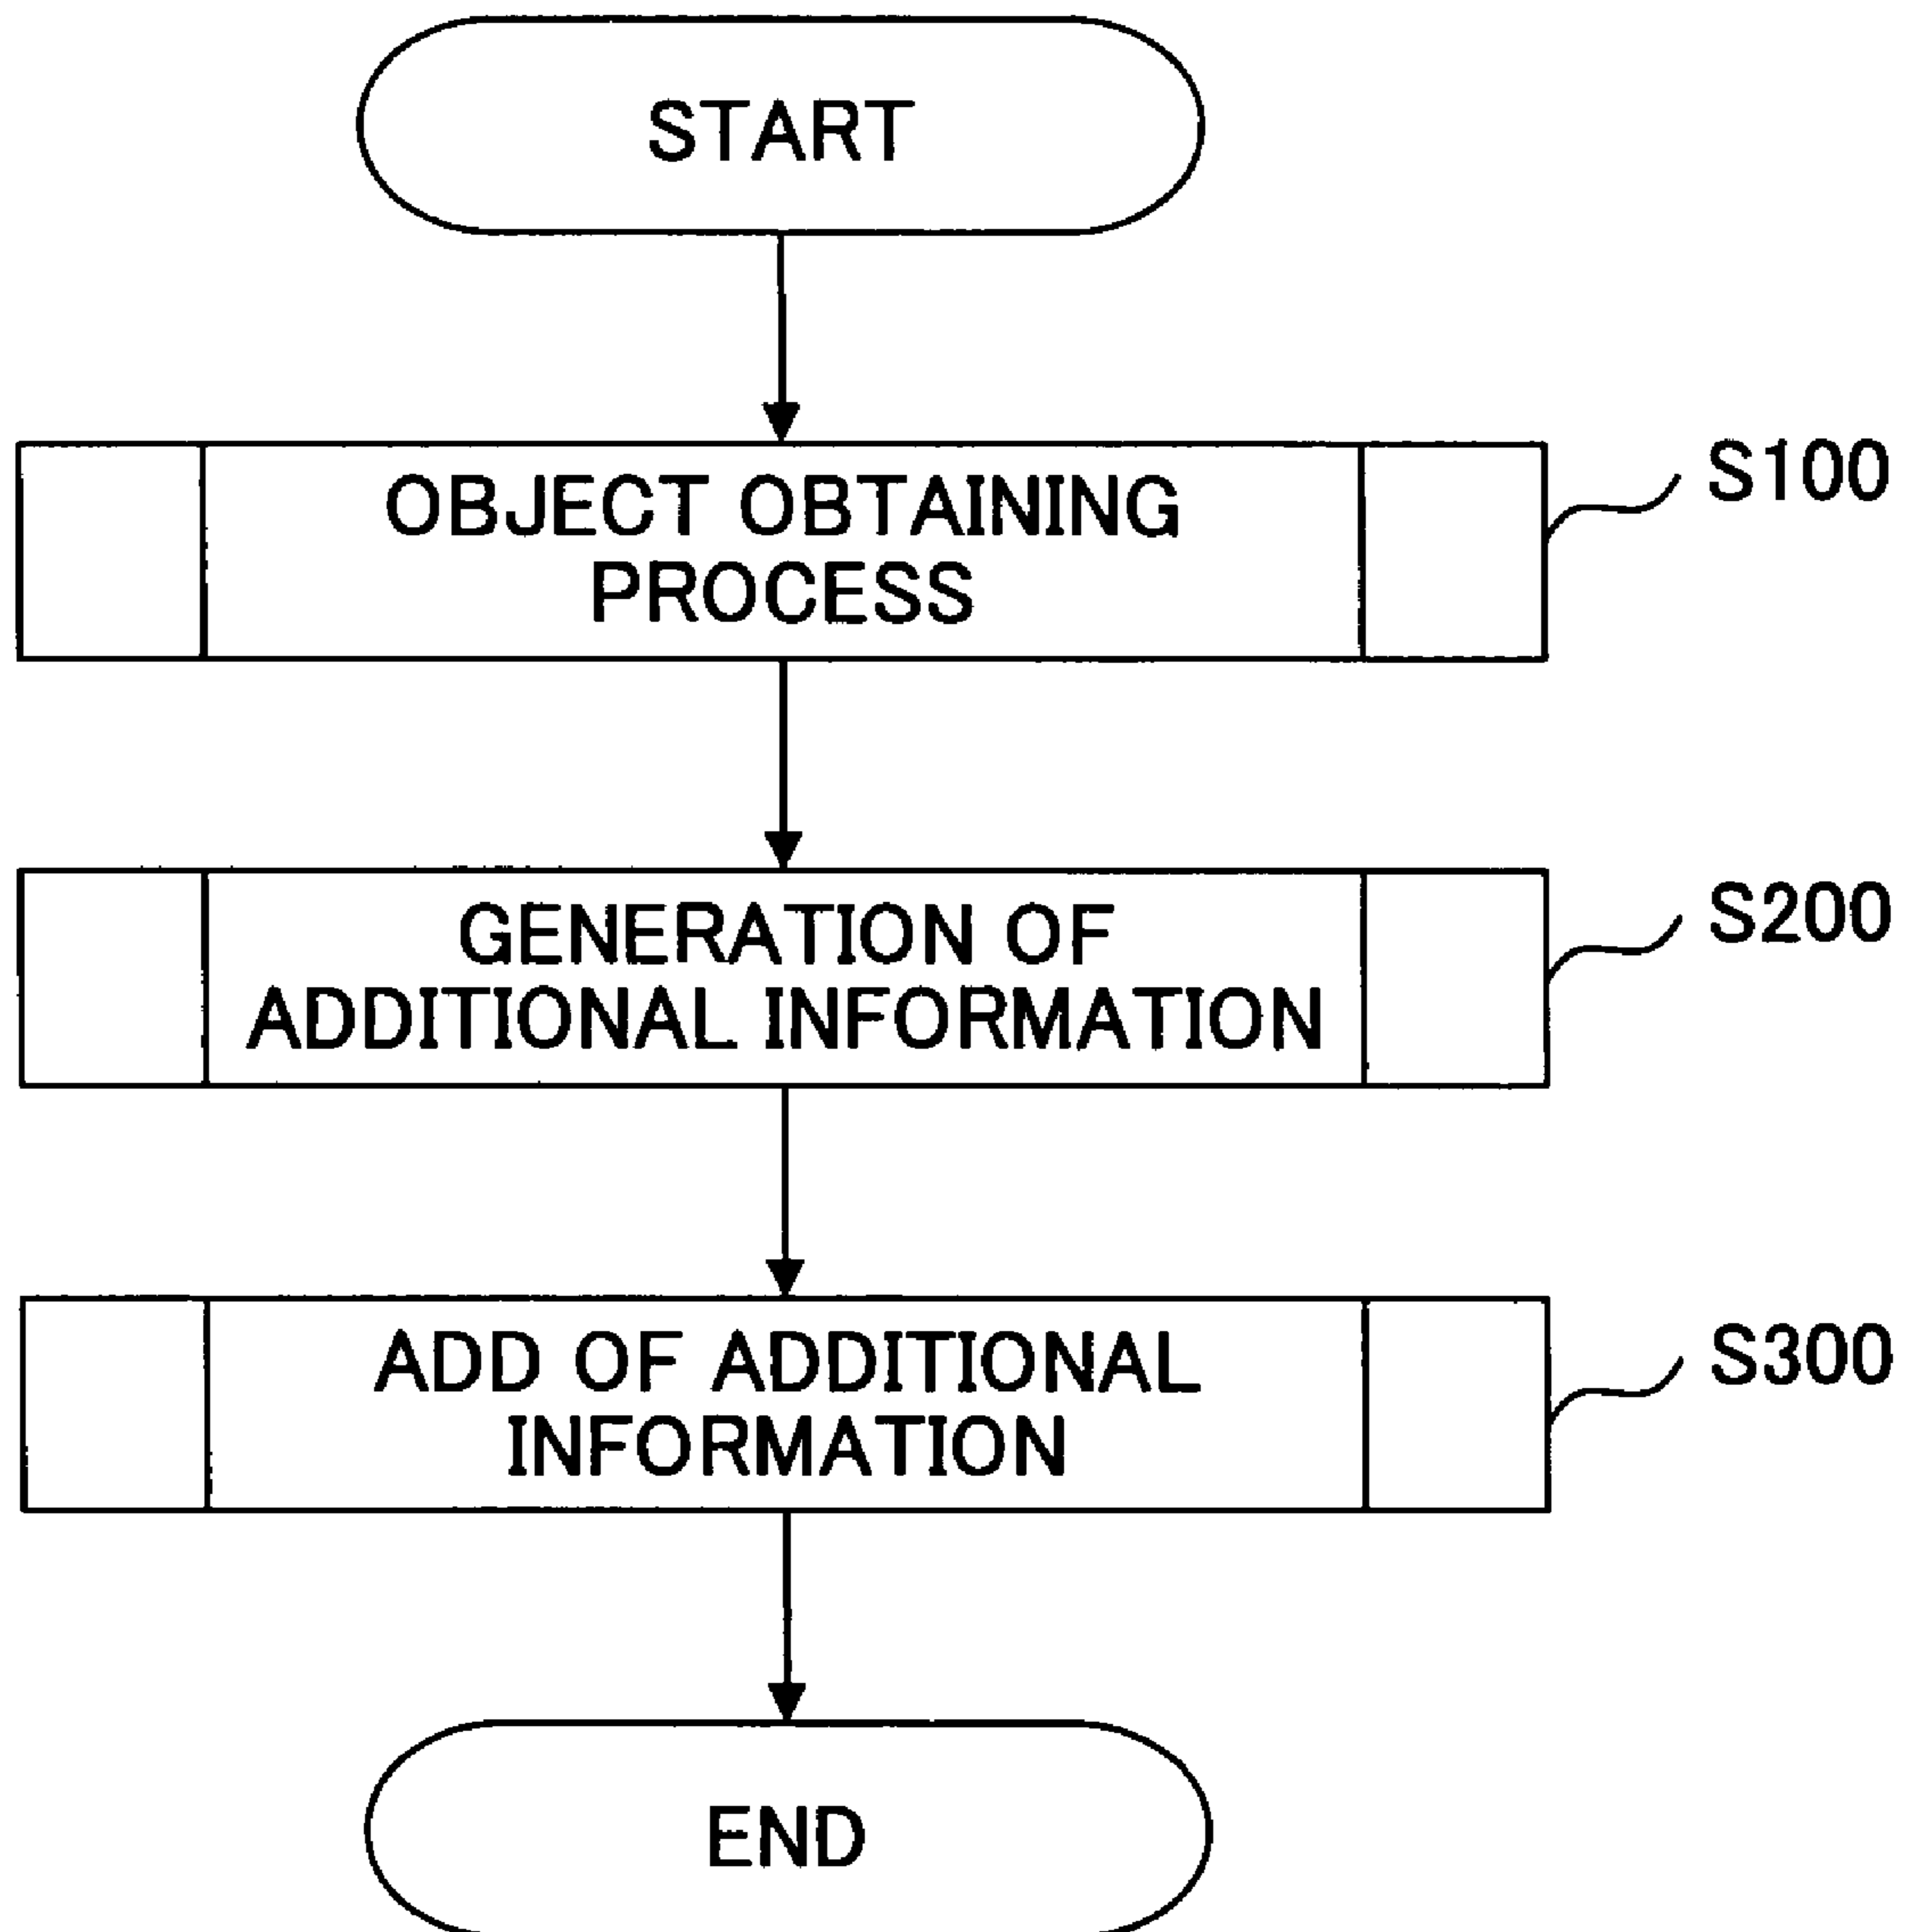 START
OBJECT OBTAINING
PROCESS
S100
GENERATION OF
ADDITIONAL INFORMATION
S200
ADD OF ADDITIONAL
INFORMATION
S300
END